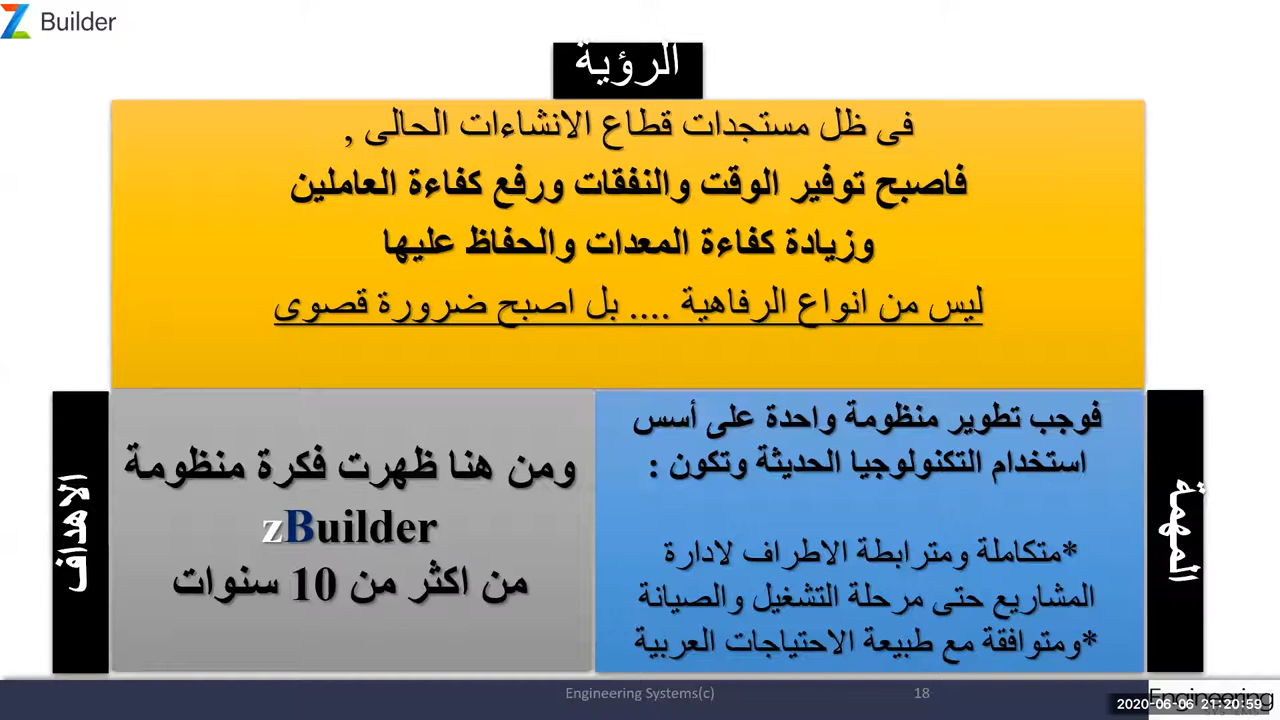 Builder
الرؤية
فى ظل مستجدات قطاع الانشاءات الحالى ,
فاصبح توفير الوقت والنفقات ورفع كفاءة العاملين
وزيادة كفاءة المعدات والحفاظ عليها
ليس من انواع الرفاهية .... بل اصبح ضرورة قصوى
المهمة
فوجب تطوير منظومة واحدة على أسس
استخدام التكنولوجيا الحديثة وتكون :
*متكاملة ومترابطة الاطراف لادارة
المشاريع حتى مرحلة التشغيل والصيانة
*ومتوافقة مع طبيعة الاحتياجات العربية
الاهداف
ومن هنا ظهرت فكرة منظومة
zBuilder
من اكثر من 10 سنوات
Engineering Systems(c)
18
Engineering
2020-06-06 21:20:59